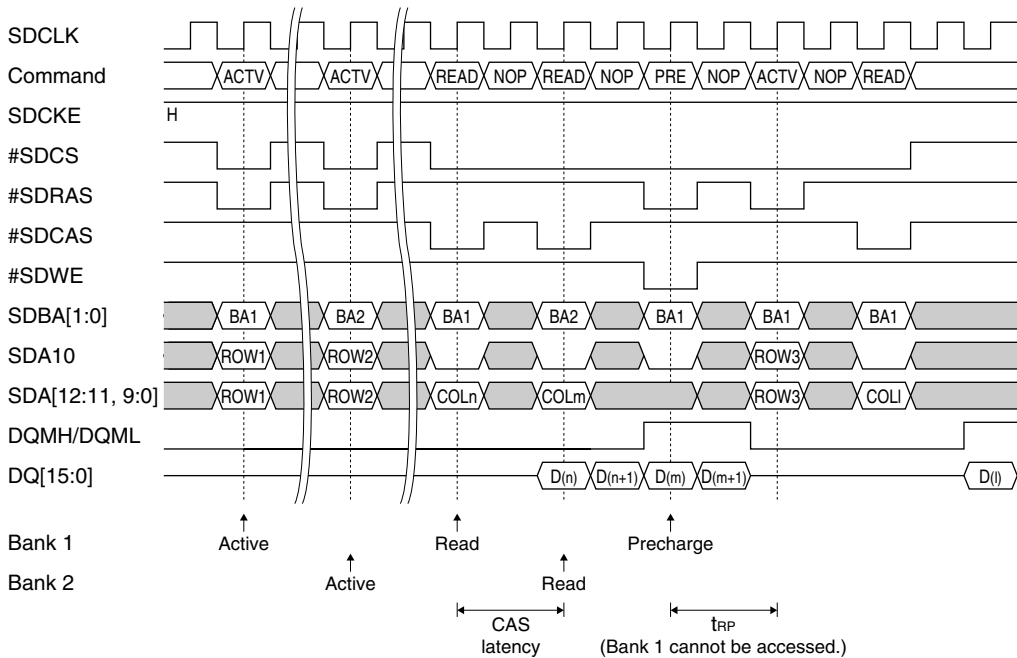 SDCLK
Command ACTV ACTV READ NOP READ NOP PRE NOP ACTV NOP READ
SDCKE H
#SDCS
#SDRAS
#SDCAS
#SDWE
SDBA[1:0] BA1 BA2 BA1 BA2 BA1 BA1 BA1
SDA10 ROW1 ROW2 ROW3
SDA[12:11, 9:0] ROW1 ROW2 COLn COLm ROW3 COLl
DQMH/DQML
DQ[15:0] D(n) D(n+1) D(m) D(m+1) D(l)
Bank 1 Active Read Precharge
Bank 2 Active Read
CAS latency
tRP
(Bank 1 cannot be accessed.)